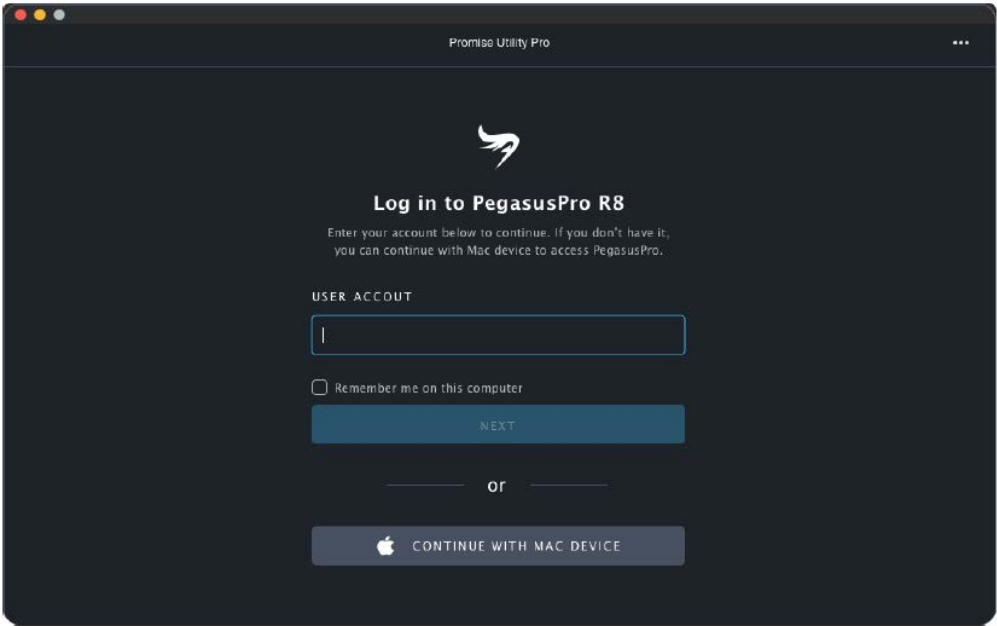 Promise Utility Pro
Log in to PegasusPro R8
Enter your account below to continue. If you don't have it,
you can continue with Mac device to access PegasusPro.
USER ACCOUT
Remember me on this computer
NEXT
or
CONTINUE WITH MAC DEVICE